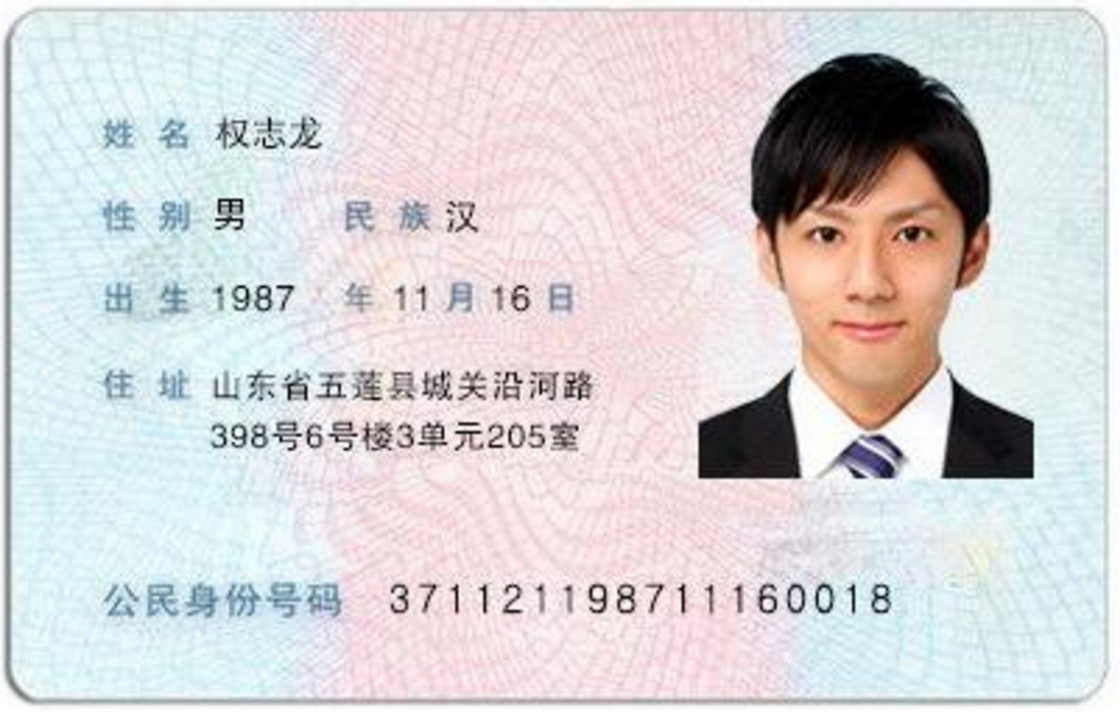 姓 名 权志龙
性 别 男 民 族 汉
出 生 1987 年 11 月 16 日
住 址 山东省五莲县城关沿河路
398号6号楼3单元205室
公民身份号码 371121198711160018